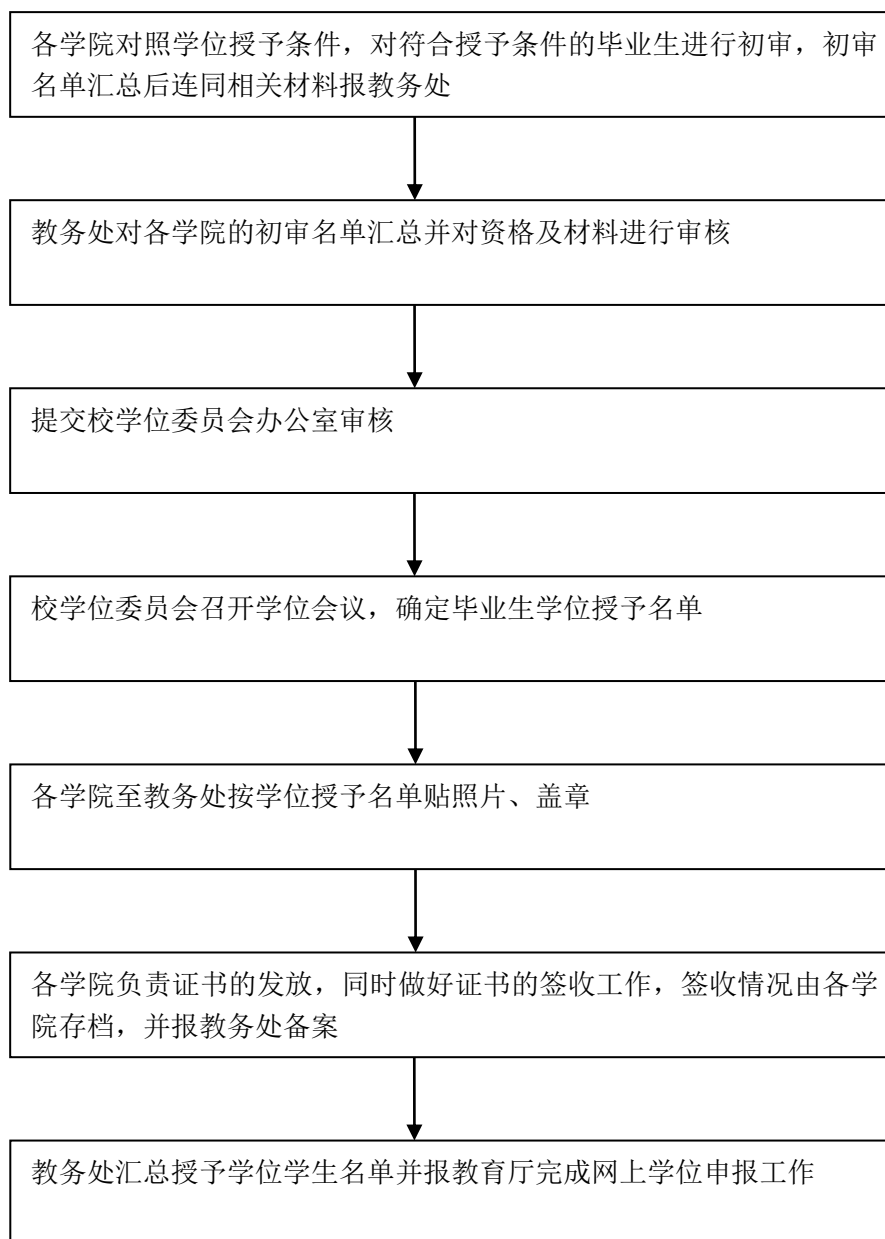 各学院对照学位授予条件，对符合授予条件的毕业生进行初审，初审
名单汇总后连同相关材料报教务处
教务处对各学院的初审名单汇总并对资格及材料进行审核
提交校学位委员会办公室审核
校学位委员会召开学位会议，确定毕业生学位授予名单
各学院至教务处按学位授予名单贴照片、盖章
各学院负责证书的发放，同时做好证书的签收工作，签收情况由各学
院存档，并报教务处备案
教务处汇总授予学位学生名单并报教育厅完成网上学位申报工作